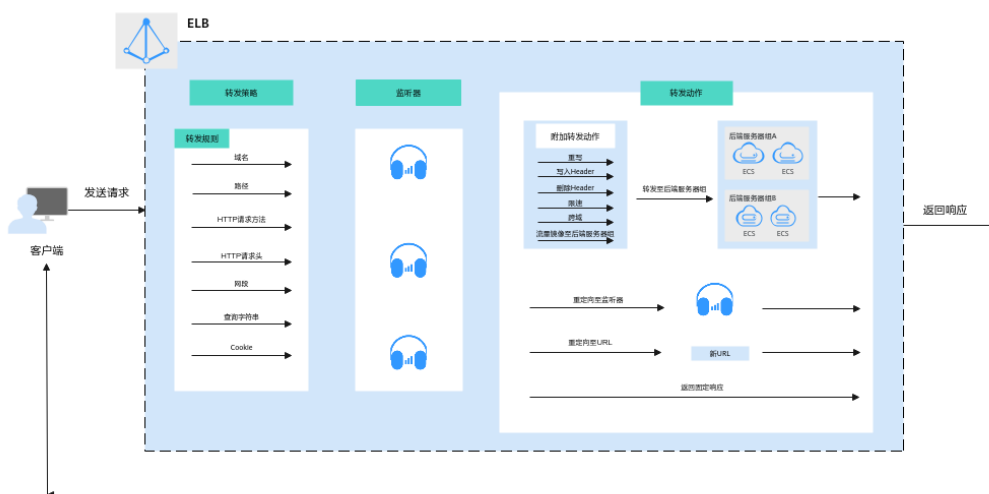 ELB
转发策略
监听器
转发动作
转发规则
域名
路径
HTTP请求方法
HTTP请求头
网段
查询字符串
Cookie
发送请求
客户端
附加转发动作
重写
写入Header
删除Header
限速
跨域
流量镜像至后端服务器组
转发至后端服务器组
后端服务器组A
ECS
ECS
后端服务器组B
ECS
ECS
重定向至监听器
重定向至URL
新URL
返回固定响应
返回响应